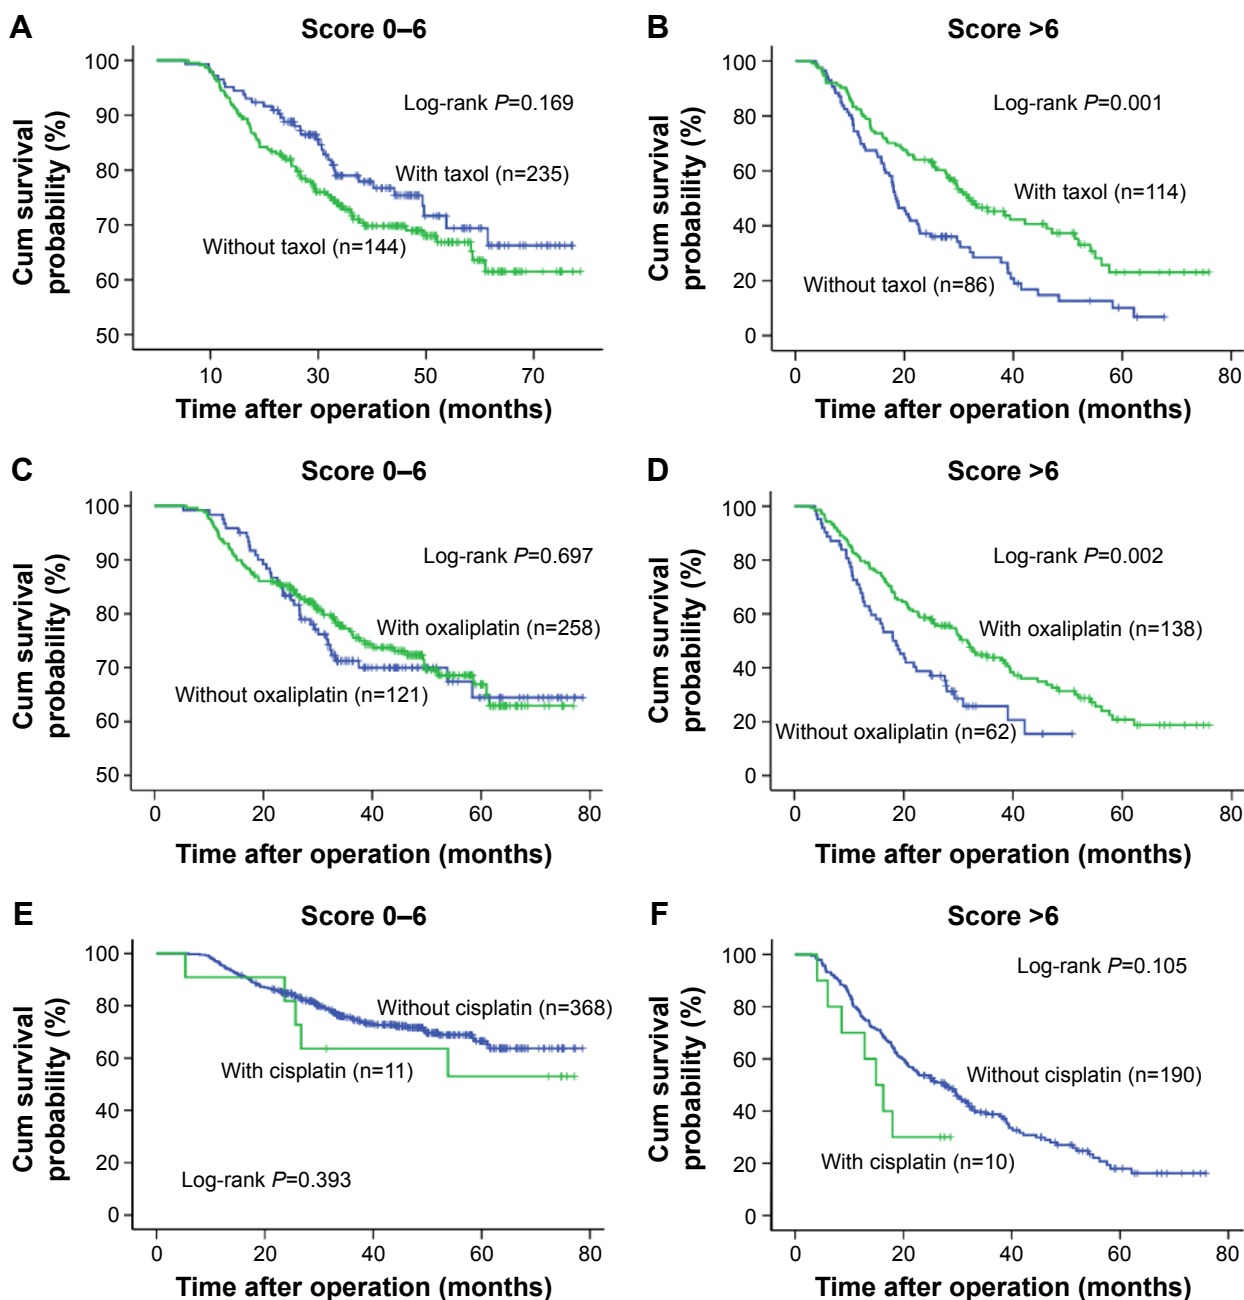 A
Score 0–6
Cum survival
probability (%)
100
90
80
70
60
50
Log-rank P=0.169
With taxol (n=235)
Without taxol (n=144)
10
30
50
70
Time after operation (months)
B
Score >6
Cum survival
probability (%)
100
80
60
40
20
0
Log-rank P=0.001
With taxol (n=114)
Without taxol (n=86)
0
20
40
60
80
Time after operation (months)
C
Score 0–6
Cum survival
probability (%)
100
90
80
70
60
50
Log-rank P=0.697
With oxaliplatin (n=258)
Without oxaliplatin (n=121)
0
20
40
60
80
Time after operation (months)
D
Score >6
Cum survival
probability (%)
100
80
60
40
20
0
Log-rank P=0.002
With oxaliplatin (n=138)
Without oxaliplatin (n=62)
0
20
40
60
80
Time after operation (months)
E
Score 0–6
Cum survival
probability (%)
100
80
60
40
20
0
Without cisplatin (n=368)
With cisplatin (n=11)
Log-rank P=0.393
0
20
40
60
80
Time after operation (months)
F
Score >6
Cum survival
probability (%)
100
80
60
40
20
0
Log-rank P=0.105
Without cisplatin (n=190)
With cisplatin (n=10)
0
20
40
60
80
Time after operation (months)